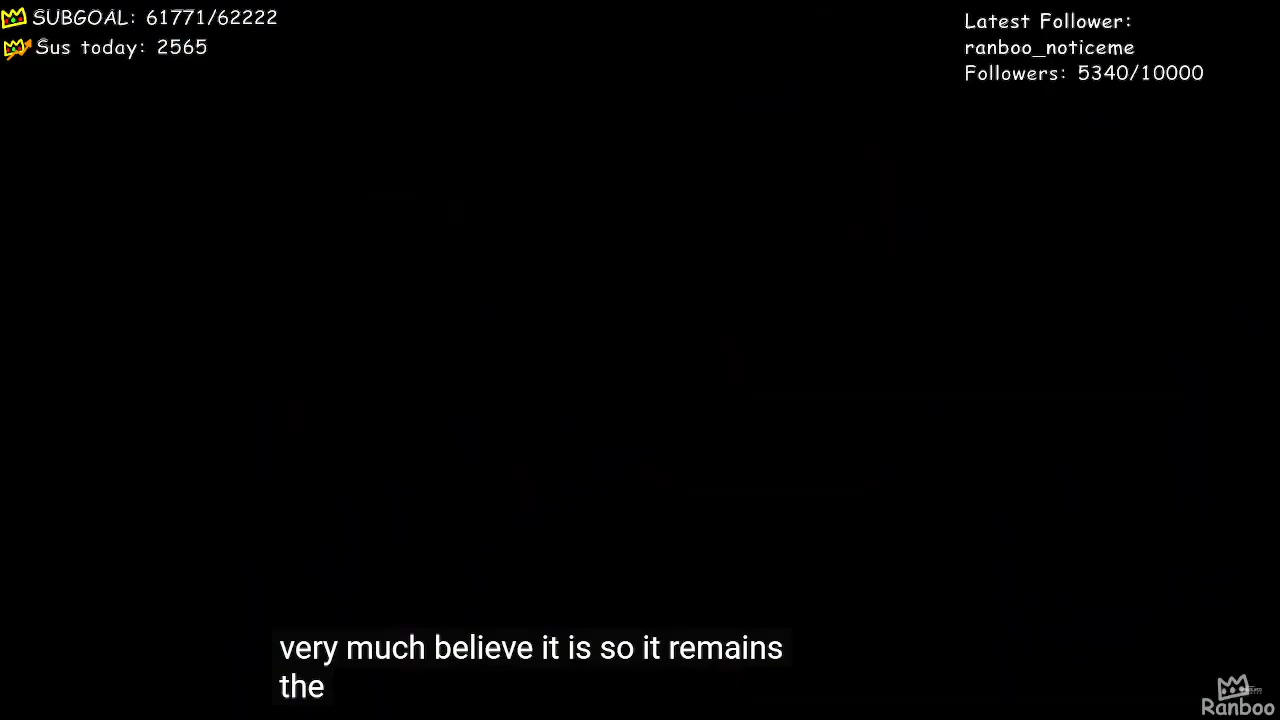 SUBGOAL: 61771/62222
Sus today: 2565
Latest Follower:
ranboo_noticeme
Followers: 5340/10000
very much believe it is so it remains
the
Ranboo